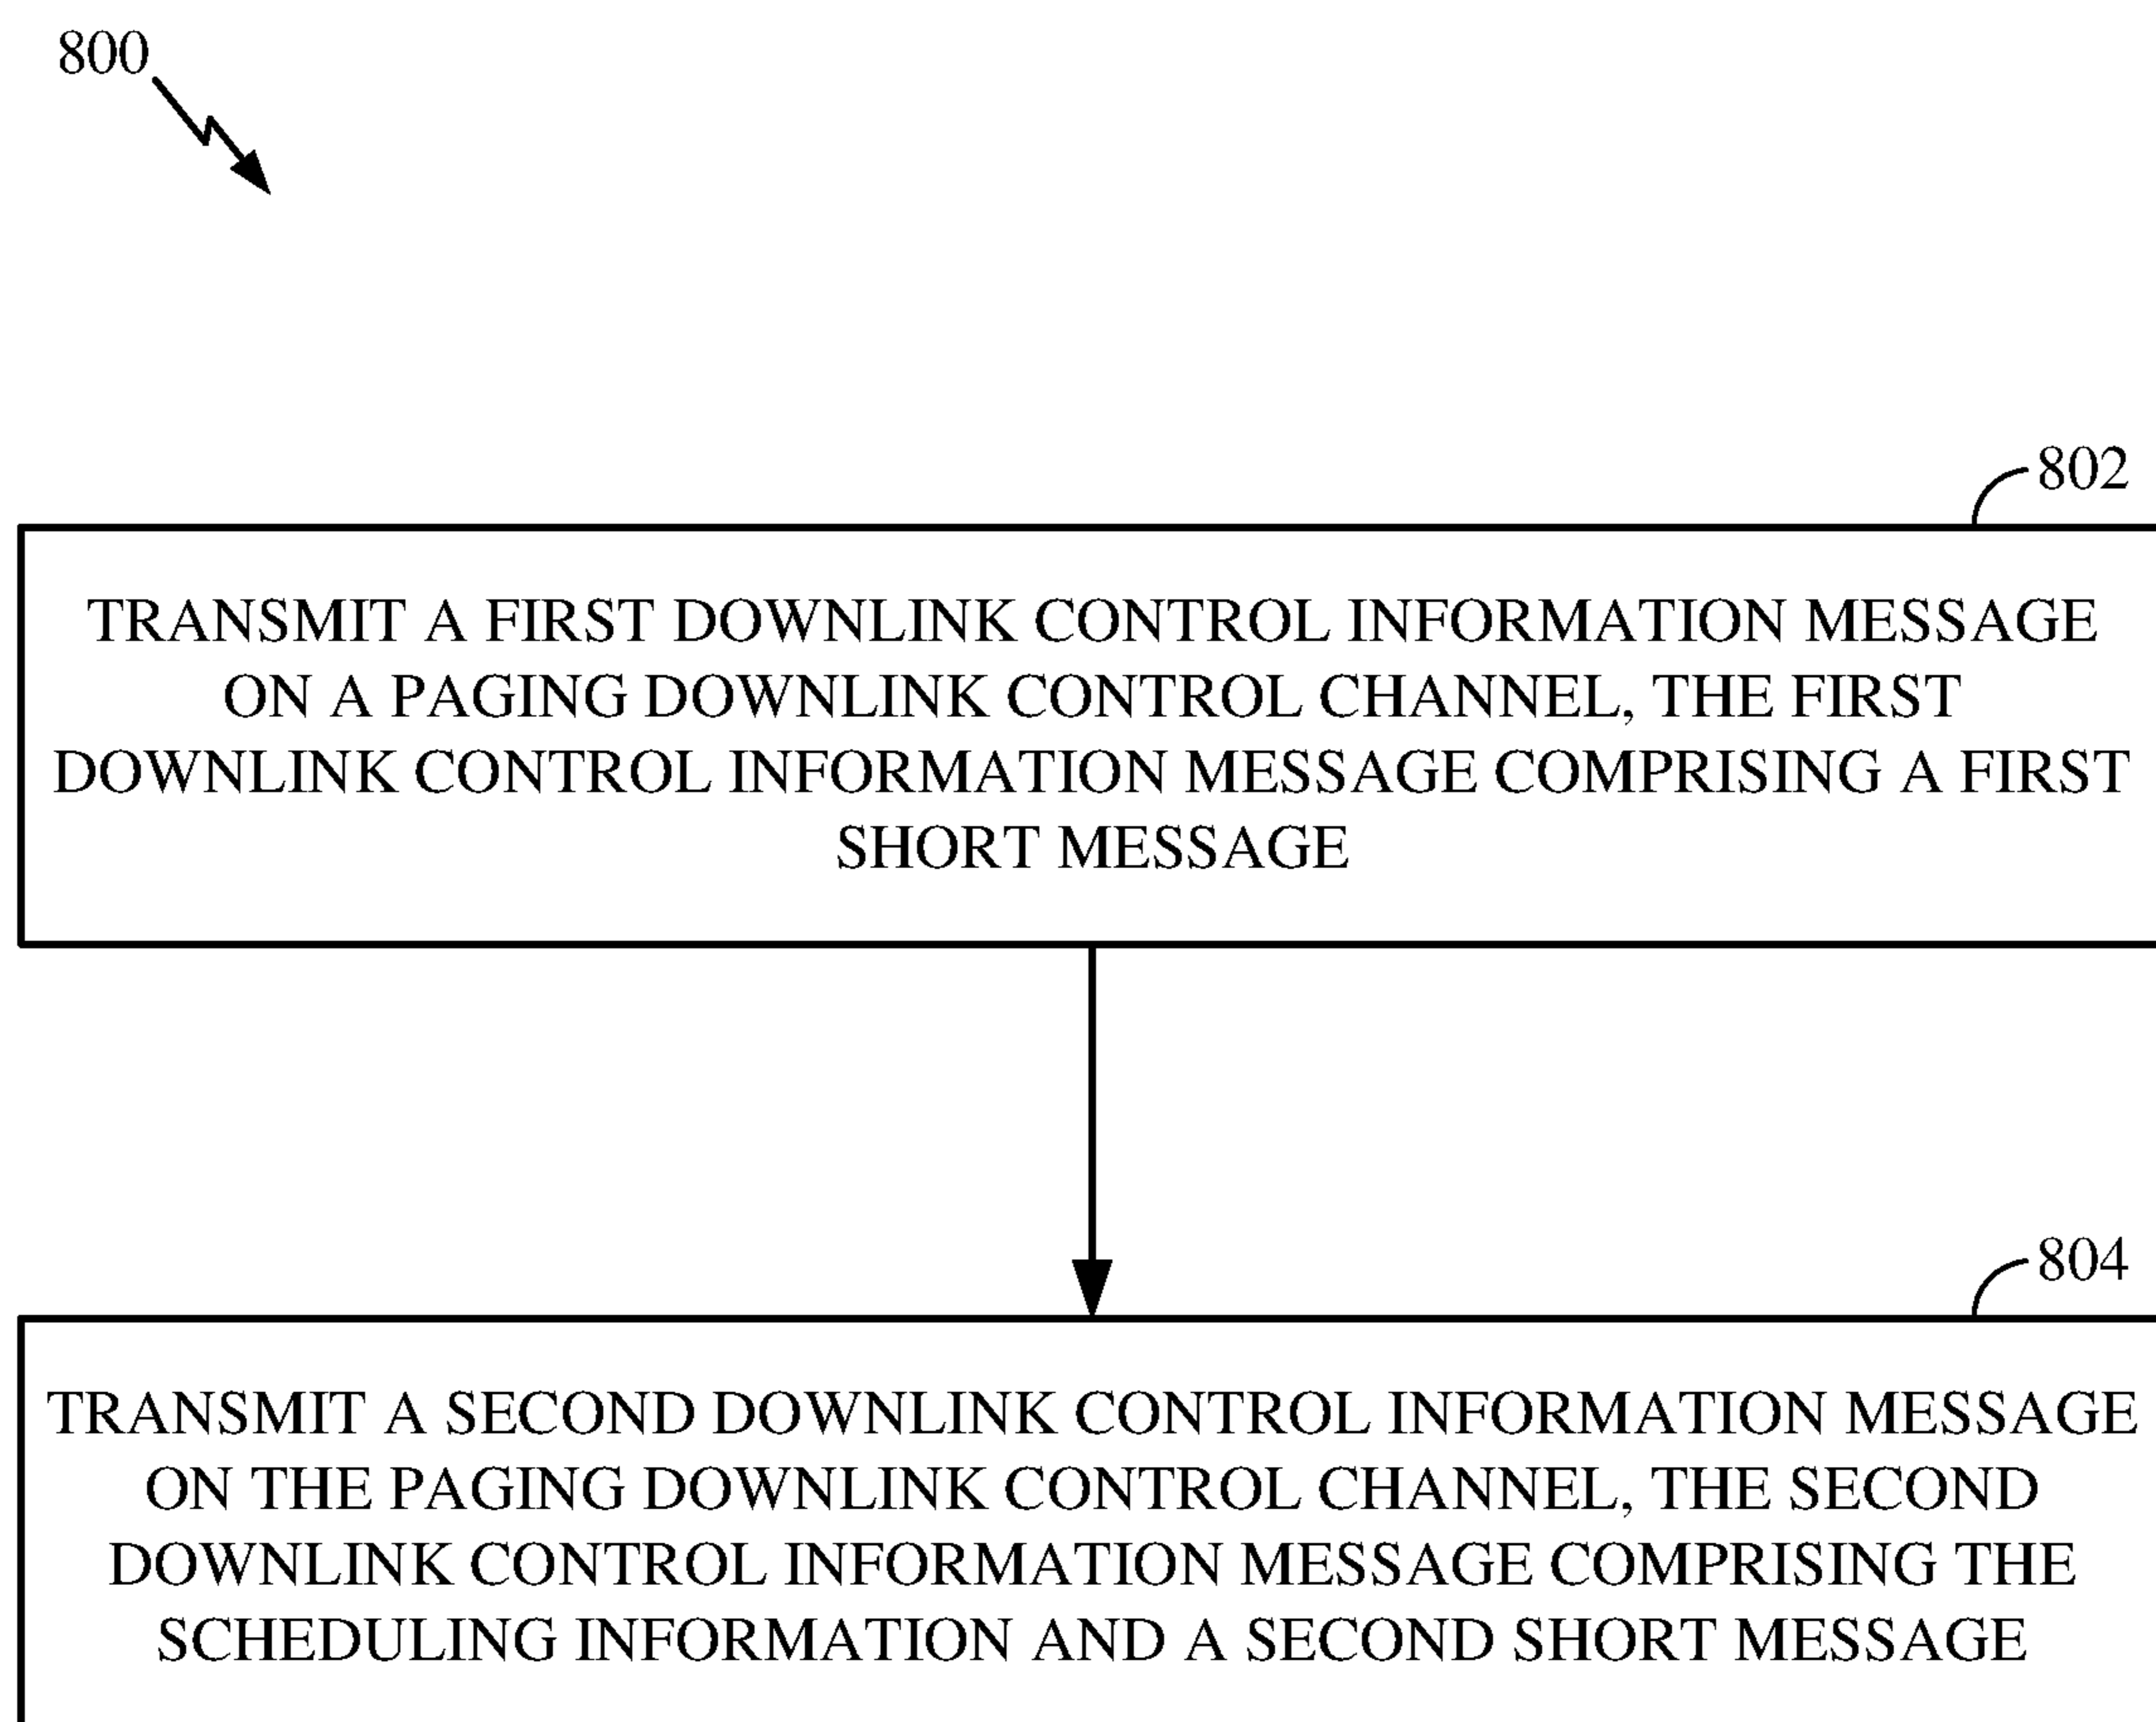 800
802
TRANSMIT A FIRST DOWNLINK CONTROL INFORMATION MESSAGE
ON A PAGING DOWNLINK CONTROL CHANNEL, THE FIRST
DOWNLINK CONTROL INFORMATION MESSAGE COMPRISING A FIRST
SHORT MESSAGE
804
TRANSMIT A SECOND DOWNLINK CONTROL INFORMATION MESSAGE
ON THE PAGING DOWNLINK CONTROL CHANNEL, THE SECOND
DOWNLINK CONTROL INFORMATION MESSAGE COMPRISING THE
SCHEDULING INFORMATION AND A SECOND SHORT MESSAGE